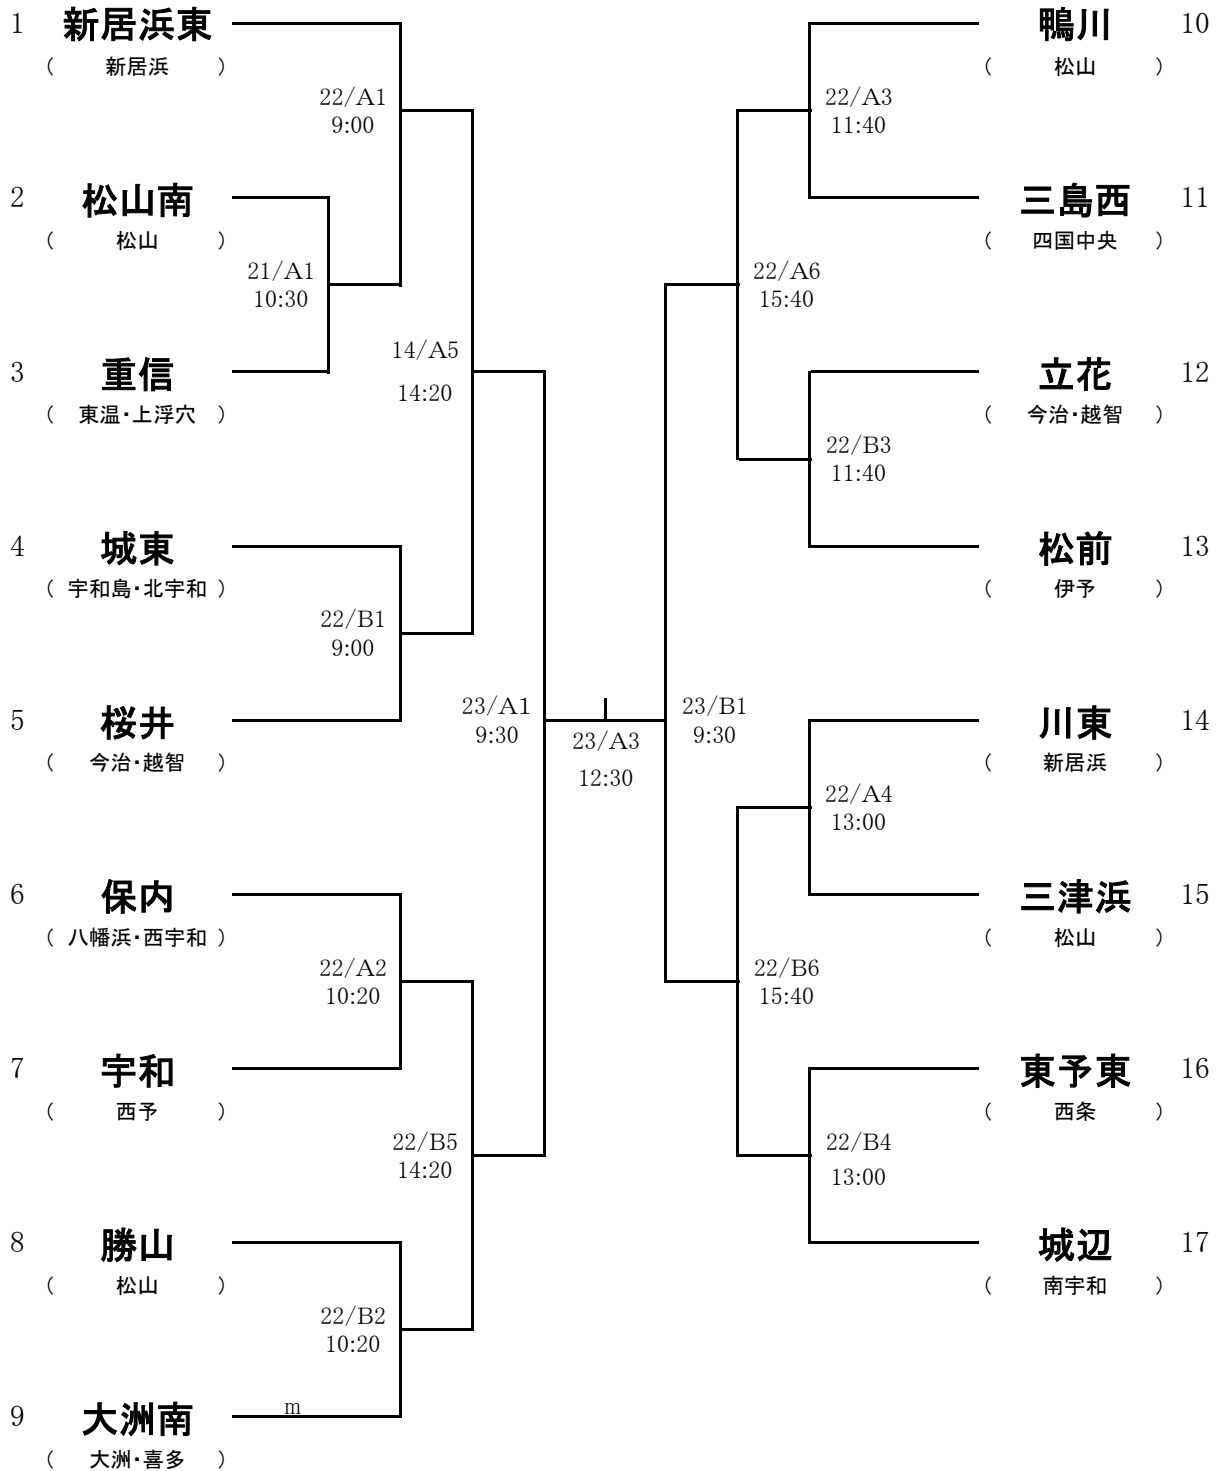 1 新居浜東
( 新居浜 )
22/A1
9:00
2 松山南
( 松山 )
21/A1
10:30
3 重信
( 東温・上浮穴 )
14/A5
14:20
4 城東
( 宇和島・北宇和 )
22/B1
9:00
5 桜井
( 今治・越智 )
23/A1
9:30
6 保内
( 八幡浜・西宇和 )
22/A2
10:20
7 宇和
( 西予 )
22/B5
14:20
8 勝山
( 松山 )
22/B2
10:20
9 大洲南
m
( 大洲・喜多 )
23/A3
12:30
鴨川 10
( 松山 )
22/A3
11:40
三島西 11
( 四国中央 )
22/A6
15:40
立花 12
( 今治・越智 )
22/B3
11:40
松前 13
( 伊予 )
23/B1
9:30
川東 14
( 新居浜 )
22/A4
13:00
三津浜 15
( 松山 )
22/B6
15:40
東予東 16
( 西条 )
22/B4
13:00
城辺 17
( 南宇和 )